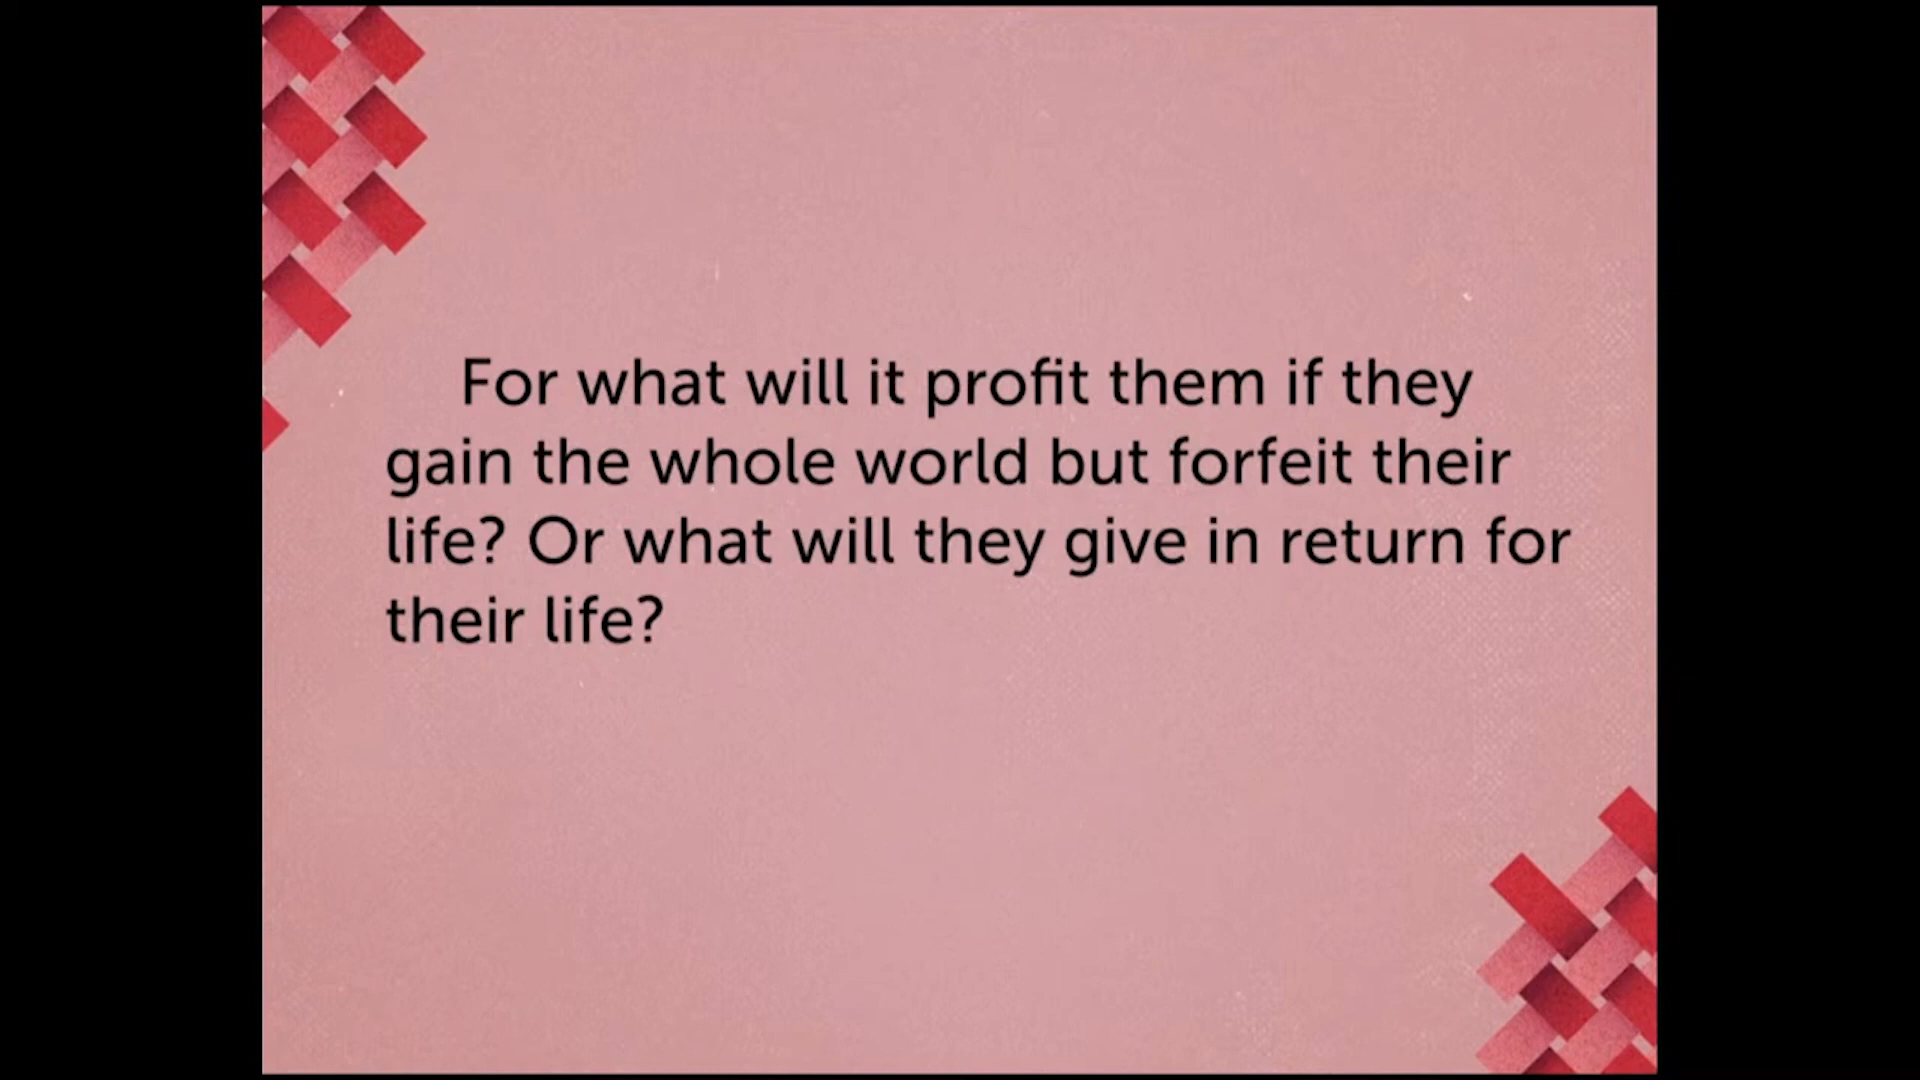 For what will it profit them if they
gain the whole world but forfeit their
life? Or what will they give in return for
their life?